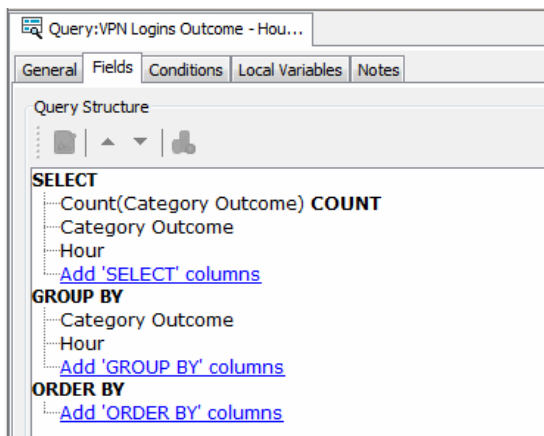 Query:VPN Logins Outcome - Hou...
General Fields Conditions Local Variables Notes
Query Structure
SELECT
Count(Category Outcome) COUNT
Category Outcome
Hour
Add 'SELECT' columns
GROUP BY
Category Outcome
Hour
Add 'GROUP BY' columns
ORDER BY
Add 'ORDER BY' columns